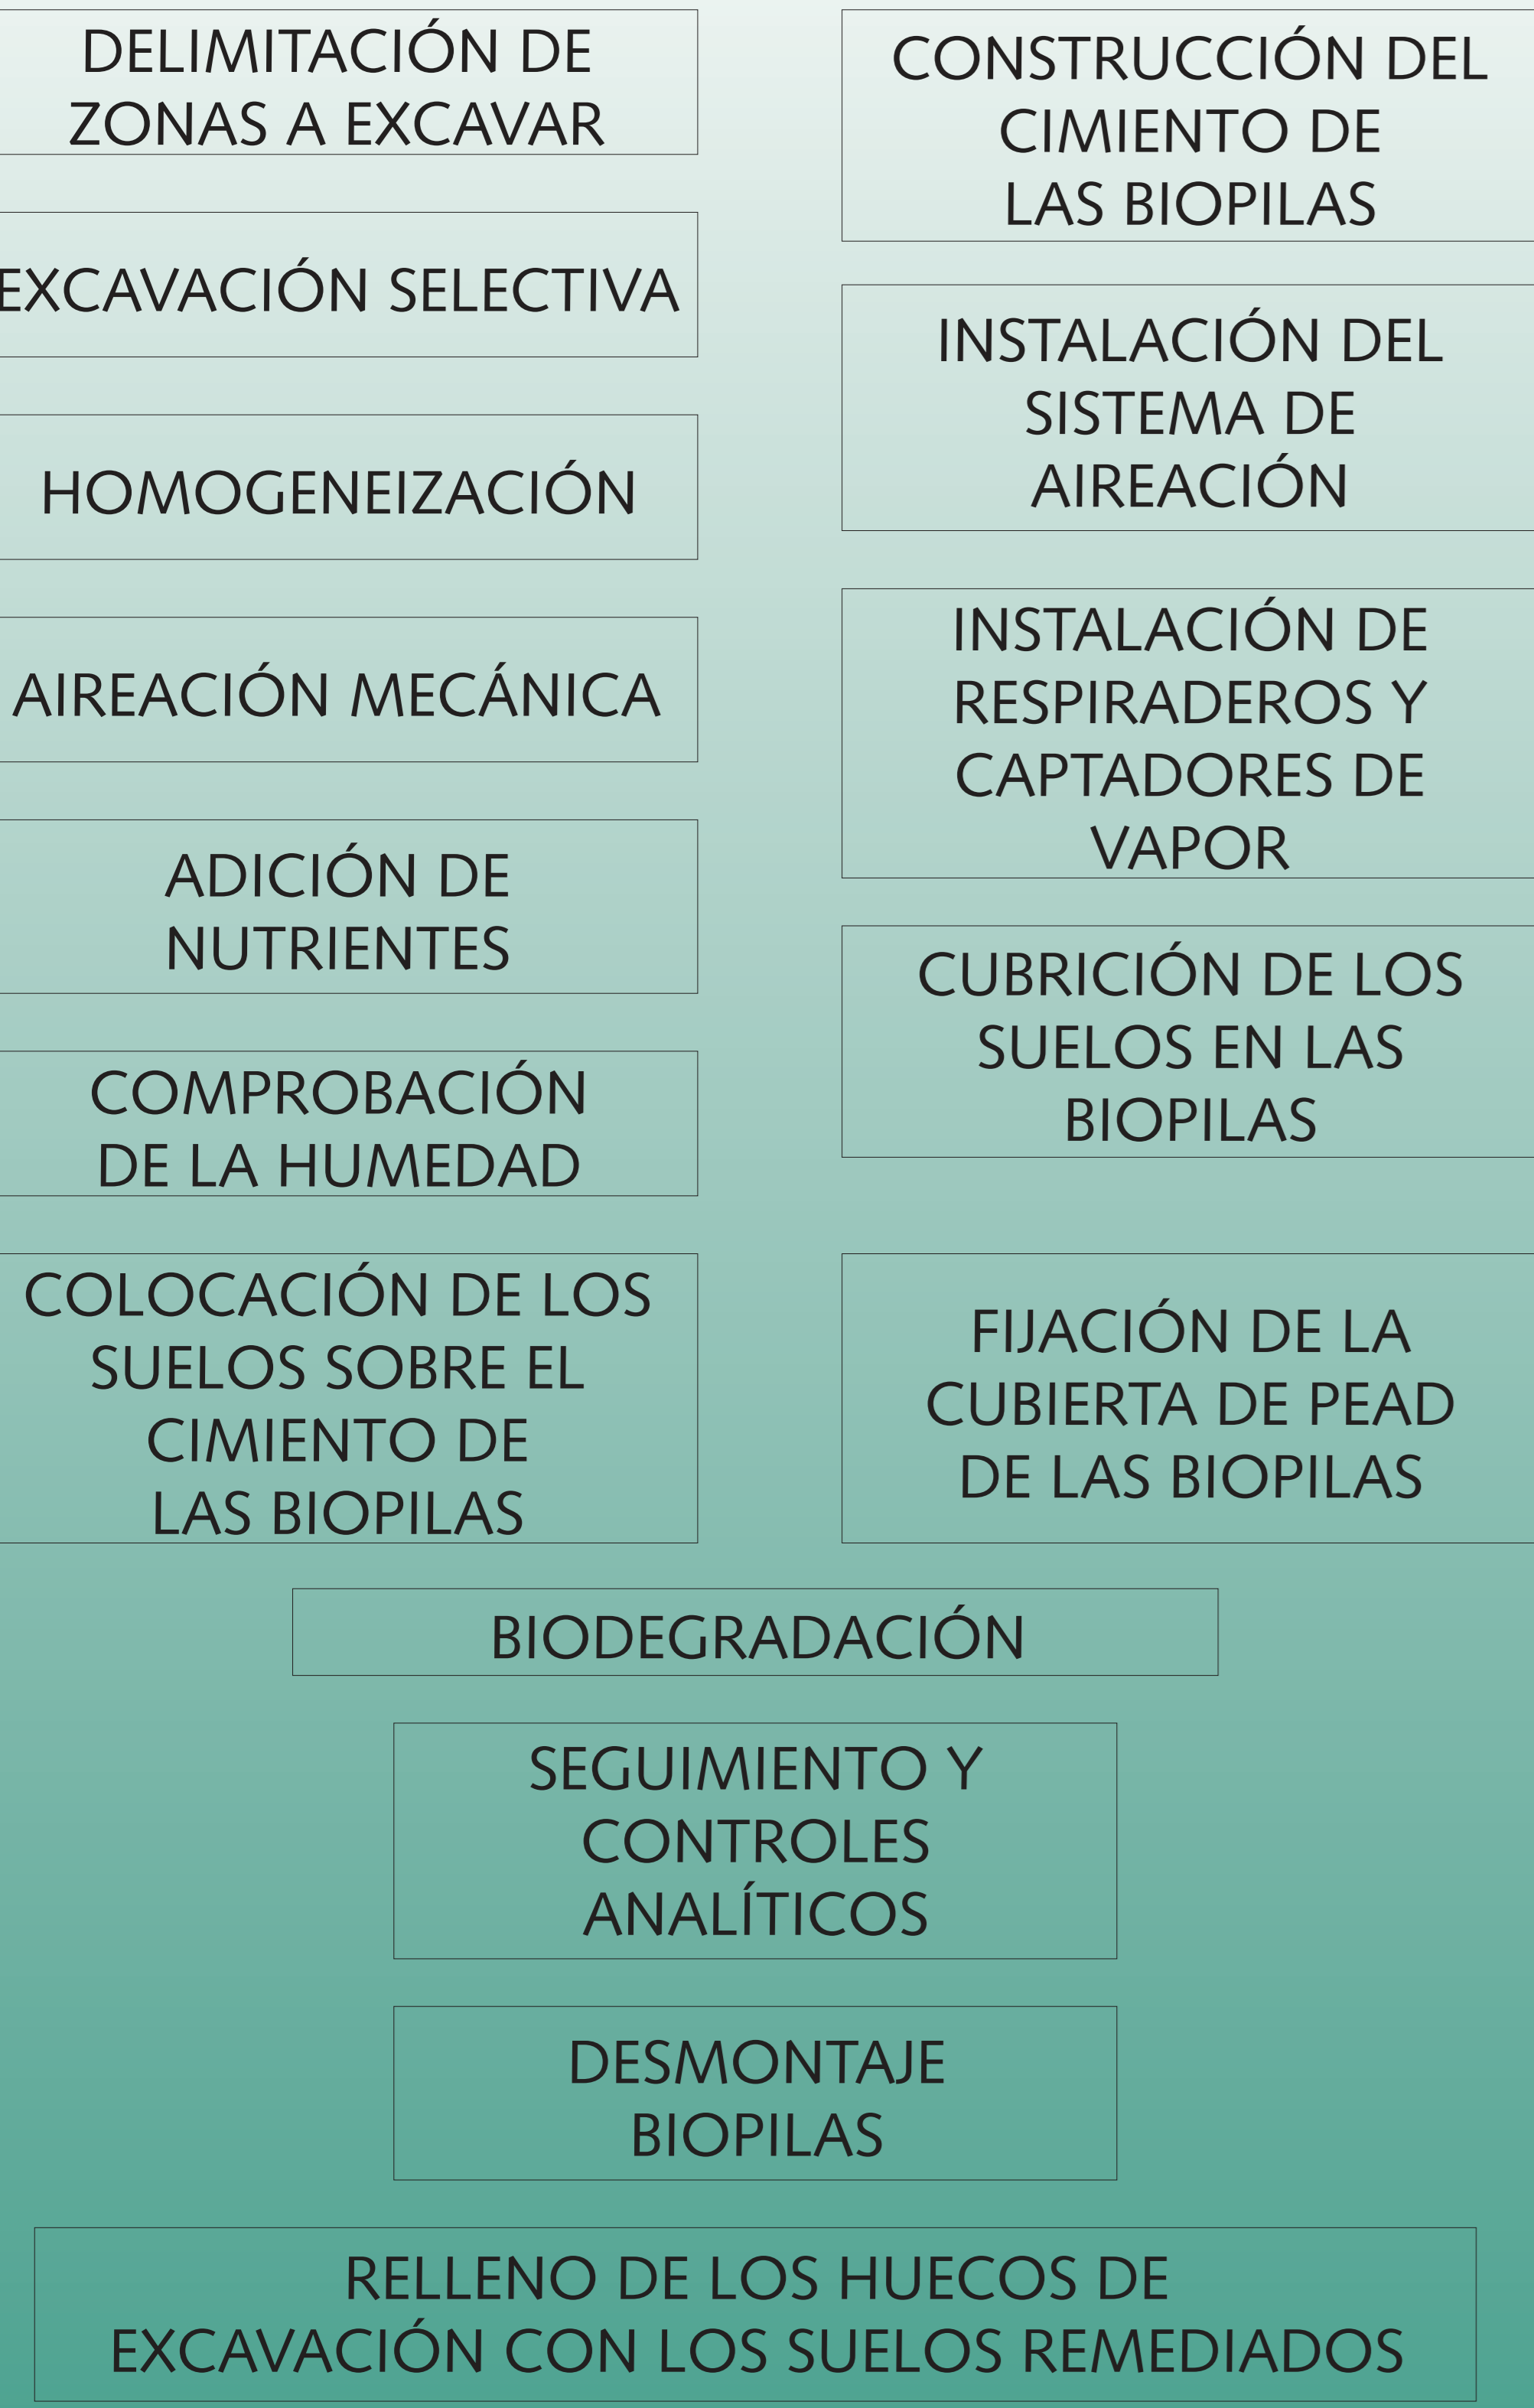 DELIMITACIÓN DE
ZONAS A EXCAVAR
EXCAVACIÓN SELECTIVA
HOMOGENEIZACIÓN
AIREACIÓN MECÁNICA
ADICIÓN DE
NUTRIENTES
COMPROBACIÓN
DE LA HUMEDAD
COLOCACIÓN DE LOS
SUELOS SOBRE EL
CIMIENTO DE
LAS BIOPILAS
CONSTRUCCIÓN DEL
CIMIENTO DE
LAS BIOPILAS
INSTALACIÓN DEL
SISTEMA DE
AIREACIÓN
INSTALACIÓN DE
RESPIRADEROS Y
CAPTADORES DE
VAPOR
CUBRICIÓN DE LOS
SUELOS EN LAS
BIOPILAS
FIJACIÓN DE LA
CUBIERTA DE PEAD
DE LAS BIOPILAS
BIODEGRADACIÓN
SEGUIMIENTO Y
CONTROLES
ANALÍTICOS
DESMONTAJE
BIOPILAS
RELLENO DE LOS HUECOS DE
EXCAVACIÓN CON LOS SUELOS REMEDIADOS